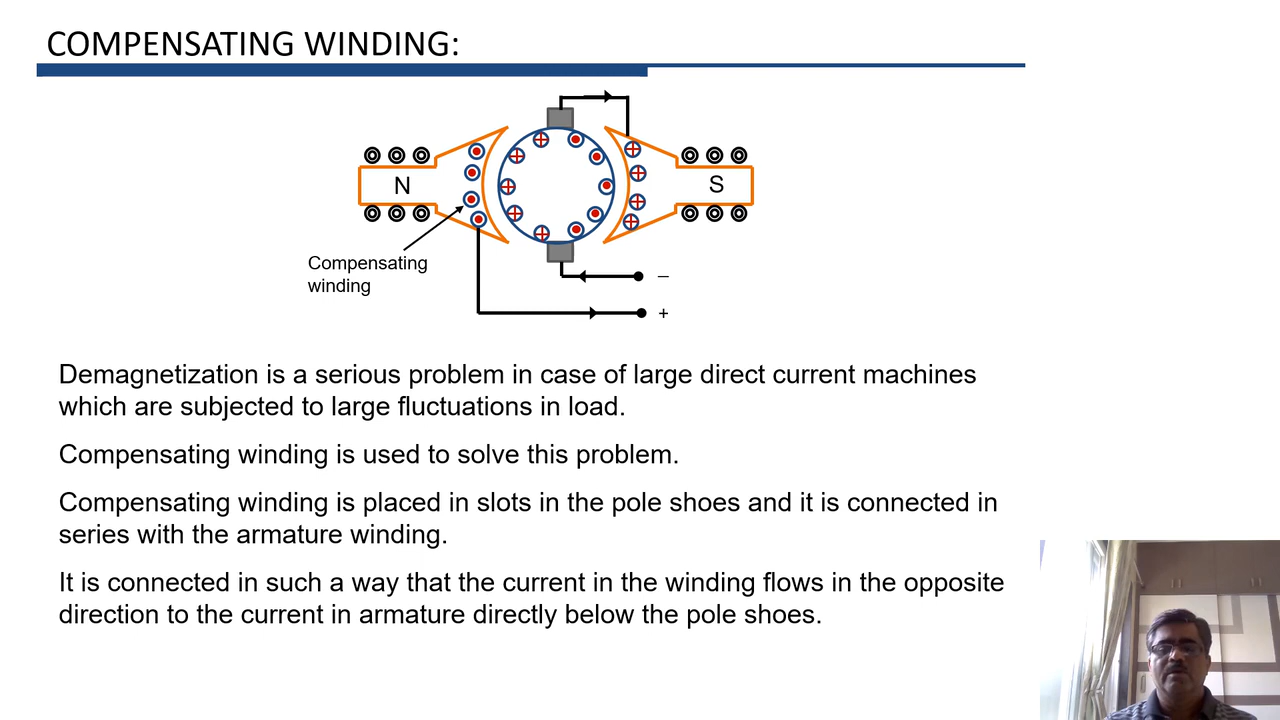 COMPENSATING WINDING:
N
S
Compensating
winding
–
+
Demagnetization is a serious problem in case of large direct current machines
which are subjected to large fluctuations in load.
Compensating winding is used to solve this problem.
Compensating winding is placed in slots in the pole shoes and it is connected in
series with the armature winding.
It is connected in such a way that the current in the winding flows in the opposite
direction to the current in armature directly below the pole shoes.